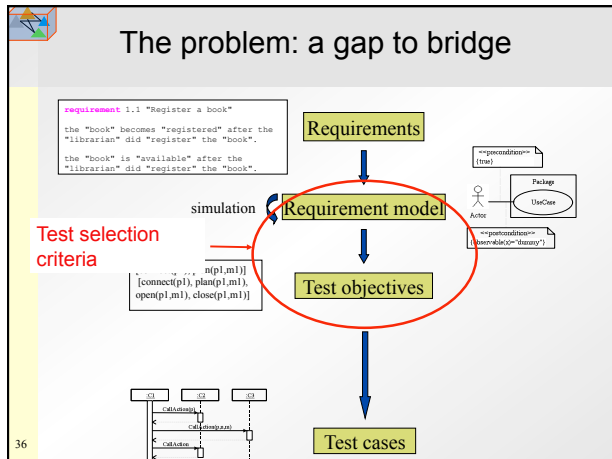 The problem: a gap to bridge
requirement 1.1 "Register a book"
the "book" becomes "registered" after the
"librarian" did "register" the "book".
the "book" is "available" after the
"librarian" did "register" the "book".
Requirements
<<precondition>>
{true}
Package
UseCase
Actor
<<postcondition>>
{observable(x)="dummy"}
simulation
Requirement model
Test selection
criteria
n(p1,m1)]
[connect(p1), plan(p1,m1),
open(p1,m1), close(p1,m1)]
Test objectives
:C1
:C2
:C3
CallAction(p)
CallAction(p,n,m)
CallAction
Test cases
36